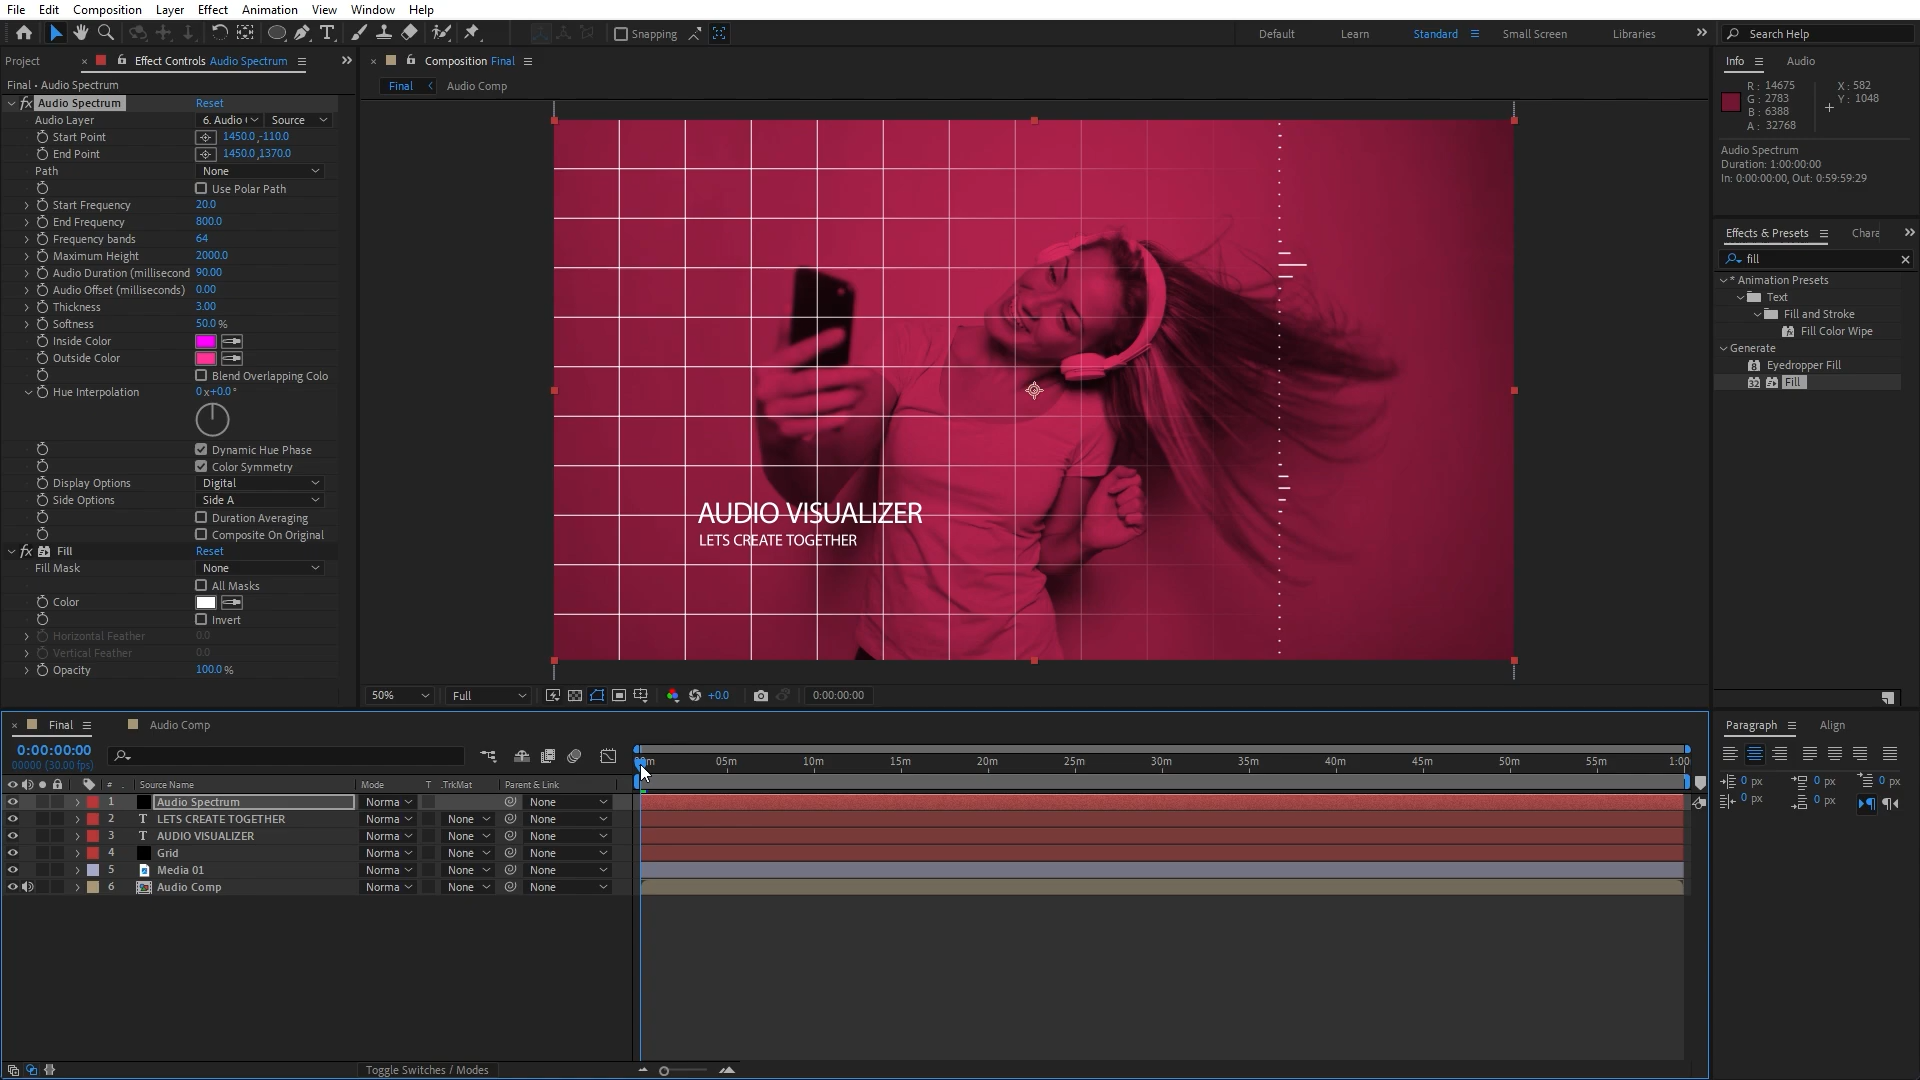 File Edit Composition Layer Effect Animation View Window Help
Snapping
Default Learn Standard Small Screen Libraries Search Help
Project Effect Controls Audio Spectrum
Composition Final
Info Audio
Final • Audio Spectrum
Final Audio Comp
Audio Spectrum Reset
Audio Layer 6. Audio ( Source
Start Point 1450.0,-110.0
End Point 1450.0,1370.0
Path None
Use Polar Path
Start Frequency 20.0
End Frequency 800.0
Frequency bands 64
Maximum Height 2000.0
Audio Duration (millisecond 90.00
Audio Offset (milliseconds) 0.00
Thickness 3.00
Softness 50.0 %
Inside Color
Outside Color
Blend Overlapping Colo
Hue Interpolation 0x+0.0°
Dynamic Hue Phase
Color Symmetry
Display Options Digital
Side Options Side A
Duration Averaging
Composite On Original
Fill Reset
Fill Mask None
All Masks
Color
Invert
Horizontal Feather 0.0
Vertical Feather 0.0
Opacity 100.0 %
AUDIO VISUALIZER
LETS CREATE TOGETHER
50% Full +0.0 0:00:00:00
R: 14675 X: 582
G: 2783 Y: 1048
B: 6388
A: 32768
Audio Spectrum
Duration: 1:00:00:00
In: 0:00:00:00, Out: 0:59:59:29
Effects & Presets Chara
fill
* Animation Presets
Text
Fill and Stroke
Fill Color Wipe
Generate
Eyedropper Fill
32 Fill
Paragraph Align
0 px 0 px 0 px
0 px 0 px
Final Audio Comp
0:00:00:00
00000 (30.00 fps)
05m 10m 15m 20m 25m 30m 35m 40m 45m 50m 55m 1:00
# Source Name Mode T .TrkMat Parent & Link
1 Audio Spectrum Norma None
2 LETS CREATE TOGETHER Norma None None
3 AUDIO VISUALIZER Norma None None
4 Grid Norma None None
5 Media 01 Norma None None
6 Audio Comp Norma None None
Toggle Switches / Modes